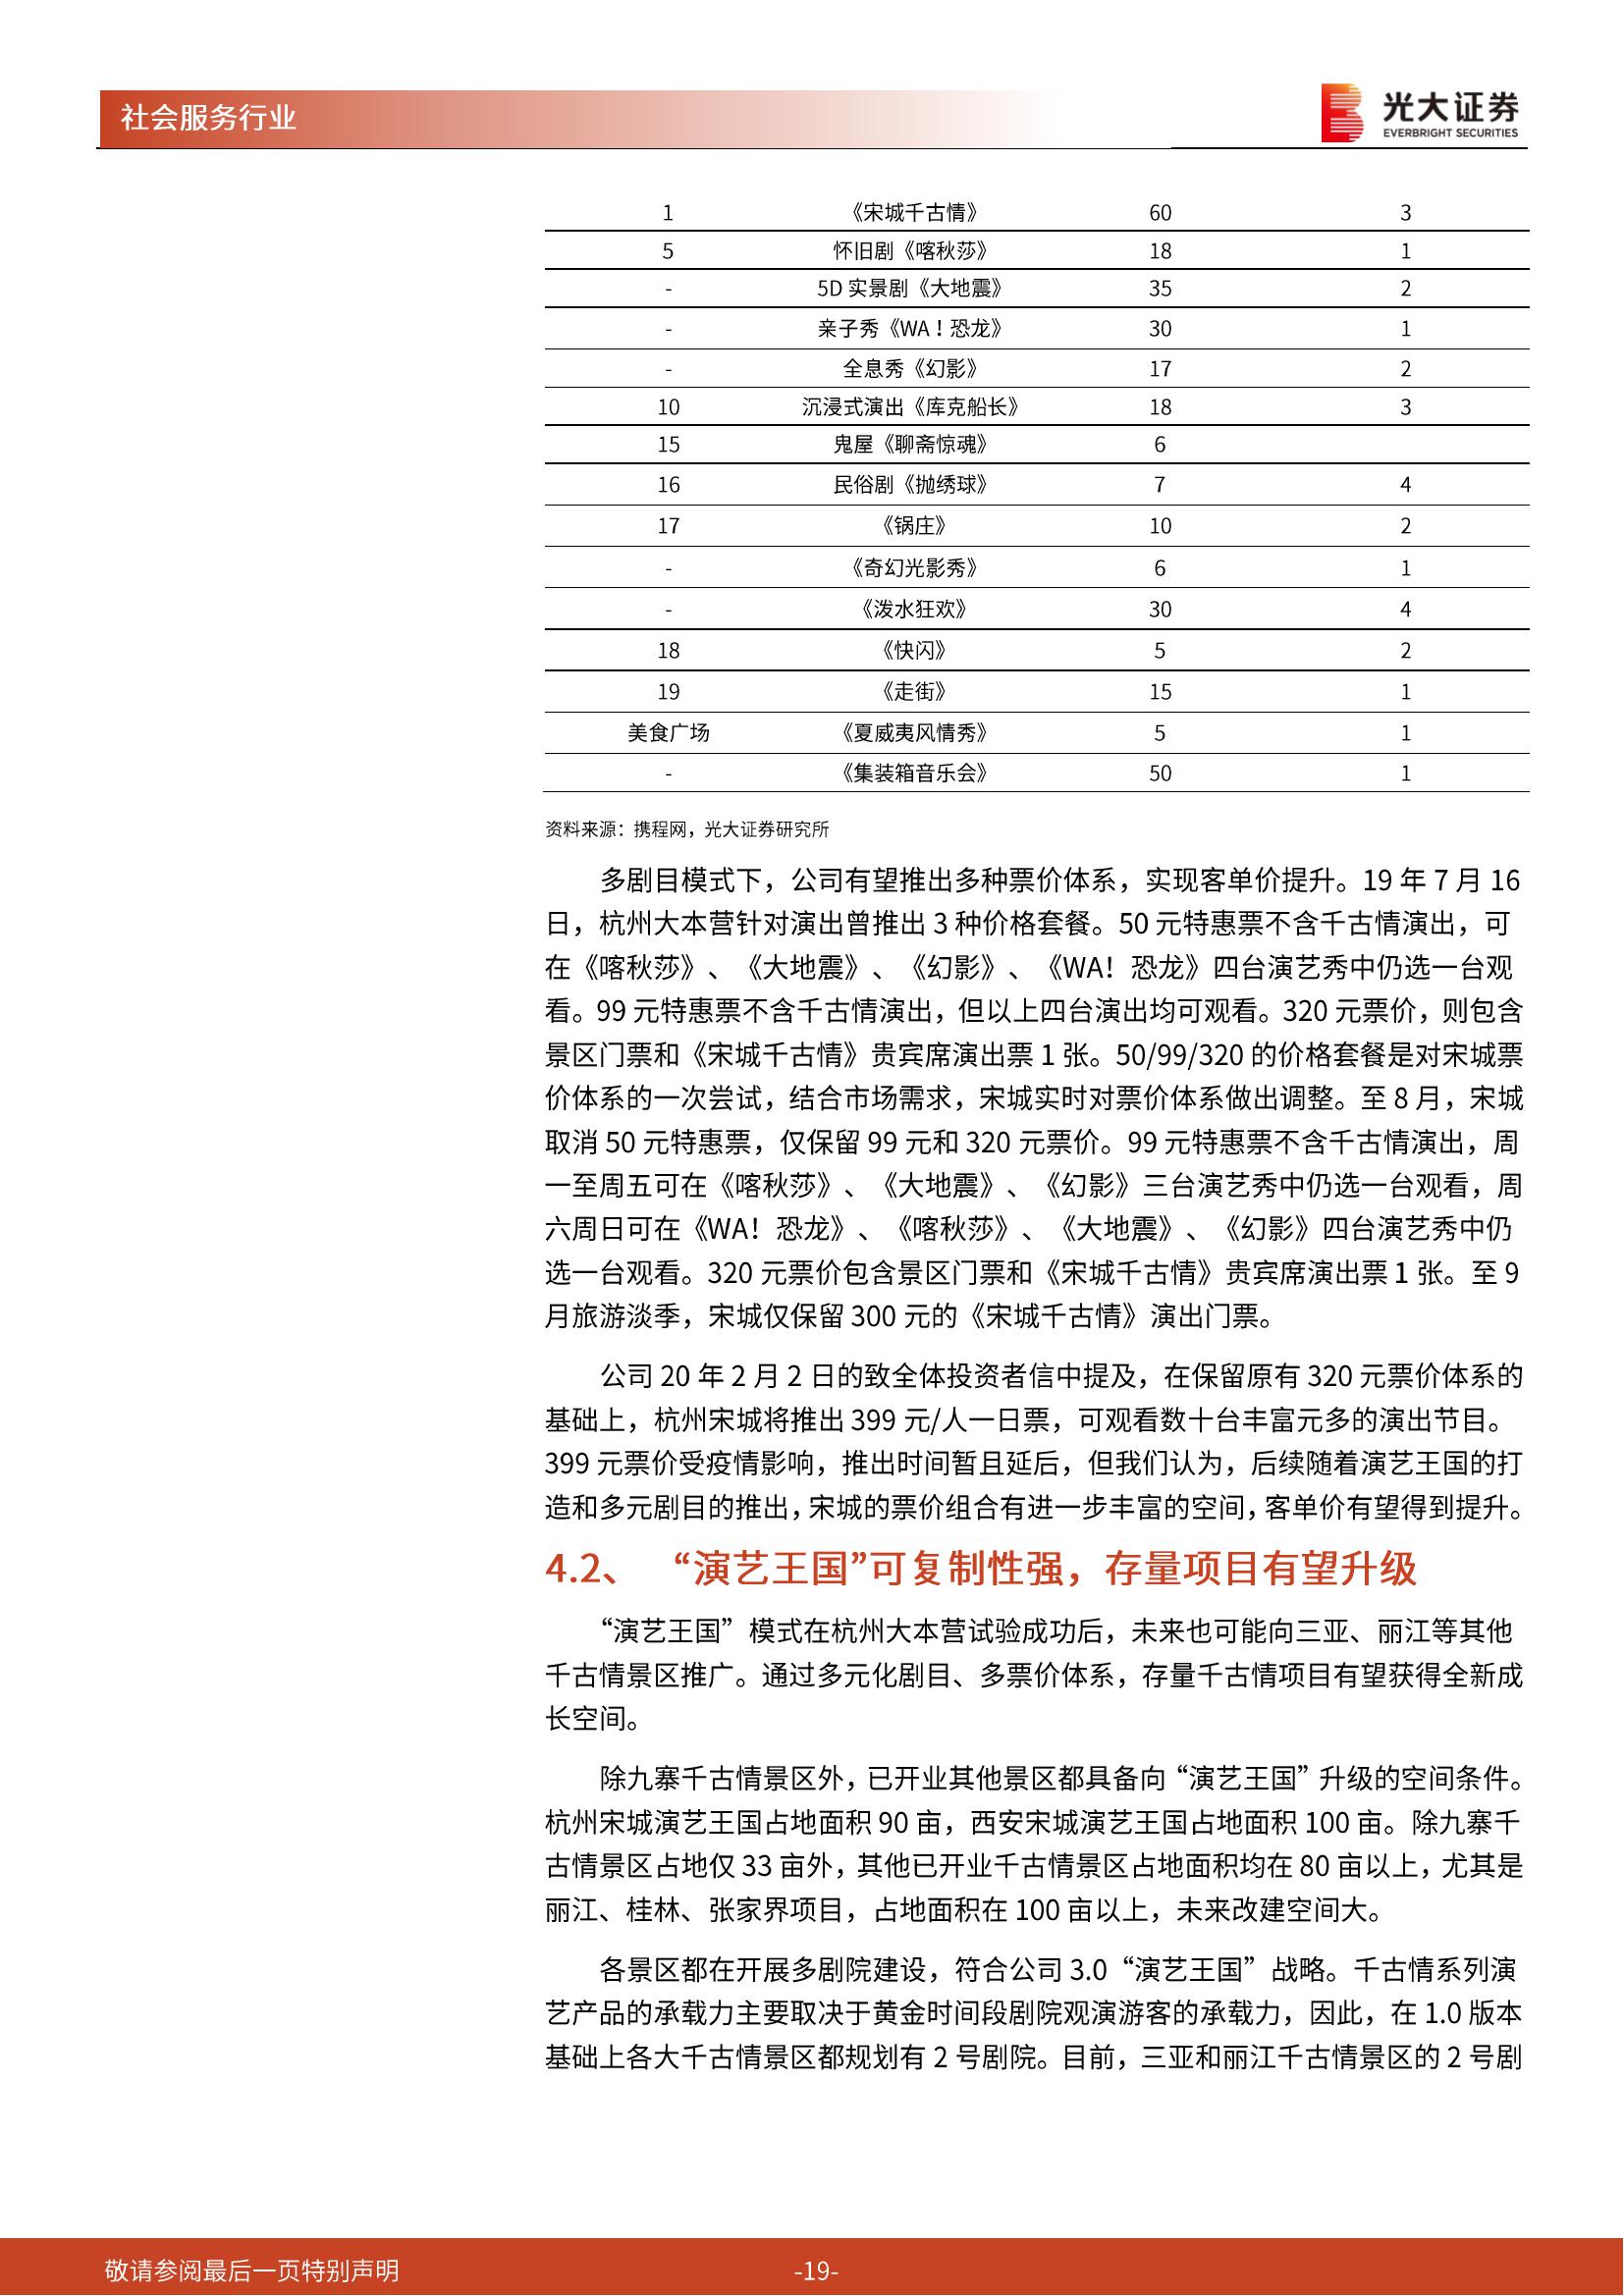 社会服务行业
光大证券
EVERBRIGHT SECURITIES
1 《宋城千古情》 60 3
5 怀旧剧《喀秋莎》 18 1
- 5D 实景剧《大地震》 35 2
- 亲子秀《WA！恐龙》 30 1
- 全息秀《幻影》 17 2
10 沉浸式演出《库克船长》 18 3
15 鬼屋《聊斋惊魂》 6
16 民俗剧《抛绣球》 7 4
17 《锅庄》 10 2
- 《奇幻光影秀》 6 1
- 《泼水狂欢》 30 4
18 《快闪》 5 2
19 《走街》 15 1
美食广场 《夏威夷风情秀》 5 1
- 《集装箱音乐会》 50 1
资料来源：携程网，光大证券研究所
多剧目模式下，公司有望推出多种票价体系，实现客单价提升。19 年 7 月 16
日，杭州大本营针对演出曾推出 3 种价格套餐。50 元特惠票不含千古情演出，可
在《喀秋莎》、《大地震》、《幻影》、《WA！恐龙》四台演艺秀中仍选一台观
看。99 元特惠票不含千古情演出，但以上四台演出均可观看。320 元票价，则包含
景区门票和《宋城千古情》贵宾席演出票 1 张。50/99/320 的价格套餐是对宋城票
价体系的一次尝试，结合市场需求，宋城实时对票价体系做出调整。至 8 月，宋城
取消 50 元特惠票，仅保留 99 元和 320 元票价。99 元特惠票不含千古情演出，周
一至周五可在《喀秋莎》、《大地震》、《幻影》三台演艺秀中仍选一台观看，周
六周日可在《WA！恐龙》、《喀秋莎》、《大地震》、《幻影》四台演艺秀中仍
选一台观看。320 元票价包含景区门票和《宋城千古情》贵宾席演出票 1 张。至 9
月旅游淡季，宋城仅保留 300 元的《宋城千古情》演出门票。
公司 20 年 2 月 2 日的致全体投资者信中提及，在保留原有 320 元票价体系的
基础上，杭州宋城将推出 399 元/人一日票，可观看数十台丰富元多的演出节目。
399 元票价受疫情影响，推出时间暂且延后，但我们认为，后续随着演艺王国的打
造和多元剧目的推出，宋城的票价组合有进一步丰富的空间，客单价有望得到提升。
4.2、 “演艺王国”可复制性强，存量项目有望升级
“演艺王国”模式在杭州大本营试验成功后，未来也可能向三亚、丽江等其他
千古情景区推广。通过多元化剧目、多票价体系，存量千古情项目有望获得全新成
长空间。
除九寨千古情景区外，已开业其他景区都具备向“演艺王国”升级的空间条件。
杭州宋城演艺王国占地面积 90 亩，西安宋城演艺王国占地面积 100 亩。除九寨千
古情景区占地仅 33 亩外，其他已开业千古情景区占地面积均在 80 亩以上，尤其是
丽江、桂林、张家界项目，占地面积在 100 亩以上，未来改建空间大。
各景区都在开展多剧院建设，符合公司 3.0“演艺王国”战略。千古情系列演
艺产品的承载力主要取决于黄金时间段剧院观演游客的承载力，因此，在 1.0 版本
基础上各大千古情景区都规划有 2 号剧院。目前，三亚和丽江千古情景区的 2 号剧
敬请参阅最后一页特别声明
-19-